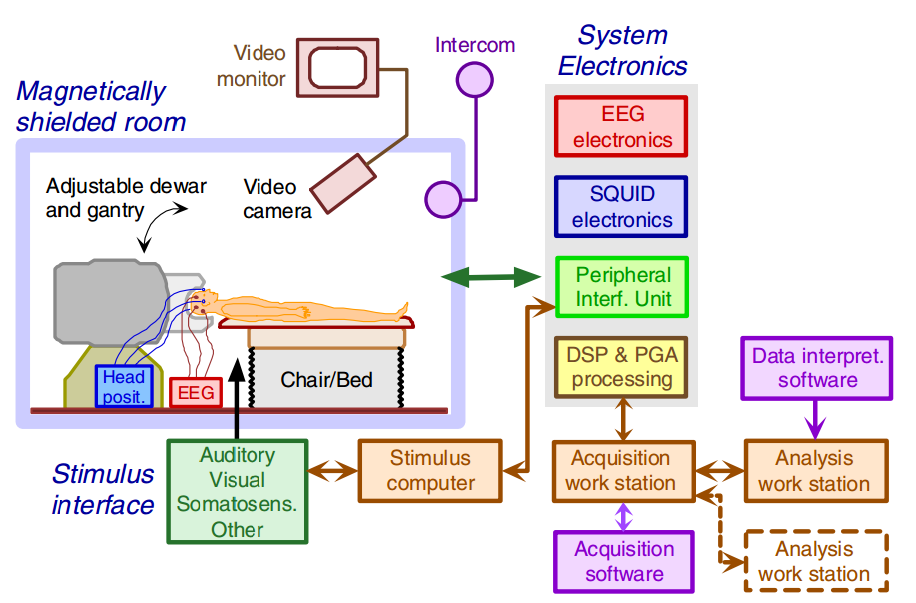 Video
monitor
Intercom
System
Electronics
Magnetically
shielded room
EEG
electronics
Adjustable dewar
and gantry
Video
camera
SQUID
electronics
Peripheral
Interf. Unit
DSP & PGA
processing
Data interpret.
software
Head
posit.
EEG
Chair/Bed
Stimulus
interface
Auditory
Visual
Somatosens.
Other
Stimulus
computer
Acquisition
work station
Analysis
work station
Acquisition
software
Analysis
work station